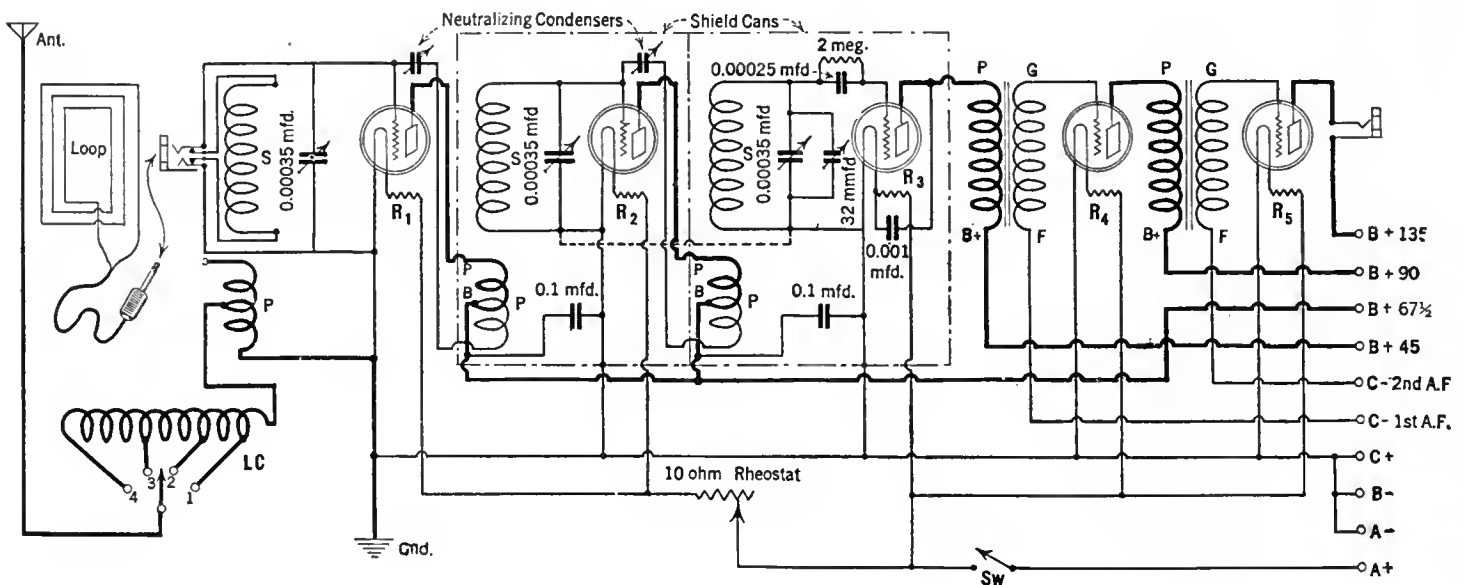 Neutralizing Condensers
Shield Cans
Ant.
2 meg.
0.00025 mfd
P
G
P
G
Loop
S
0.00035 mfd.
S
0.00035 mfd
S
0.00035 mfd
32 mmfd
R1
R2
R3
R4
R5
B+
F
B+
F
0.001
mfd.
P
P
B
P
0.1 mfd.
P
B
P
0.1 mfd.
B + 135
B + 90
B + 67½
B + 45
C- 2nd A.F
C- 1st A.F.
LC
4
3
2
1
10 ohm Rheostat
C+
B-
A-
A+
Gnd.
Sw